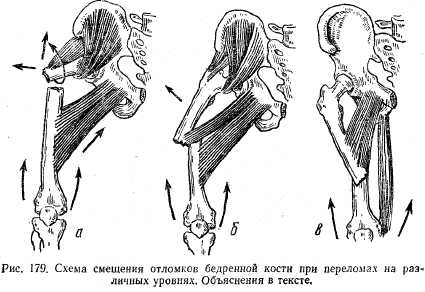 а
б
в
Рис. 179. Схема смещения отломков бедренной кости при переломах на раз-
личных уровнях. Объяснения в тексте.